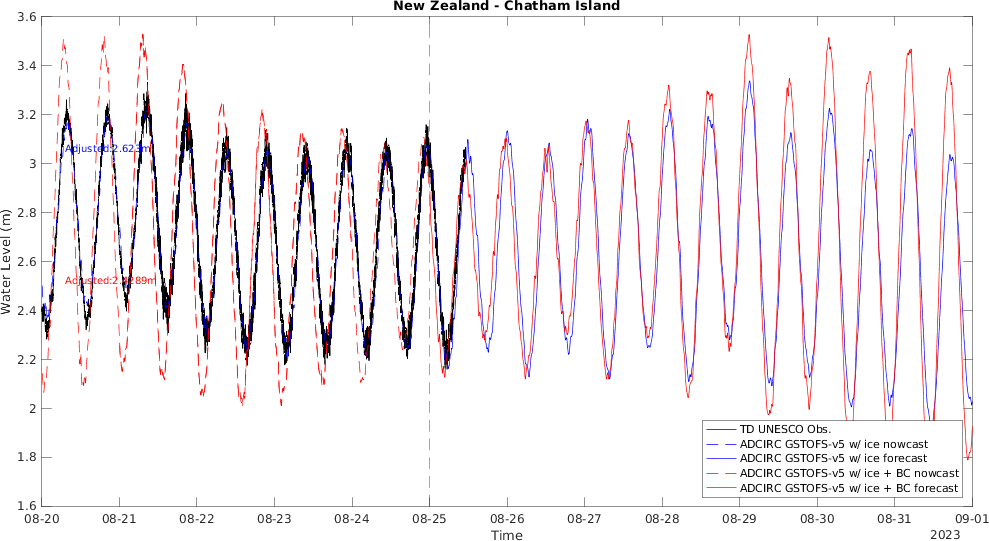 New Zealand - Chatham Island
3.6
3.4
3.2
3
2.8
2.6
2.4
2.2
2
1.8
1.6
Water Level (m)
Adjusted:2.623m
TD UNESCO Obs.
ADCIRC GSTOFS-v5 w/ ice nowcast
ADCIRC GSTOFS-v5 w/ ice forecast
ADCIRC GSTOFS-v5 w/ ice + BC nowcast
ADCIRC GSTOFS-v5 w/ ice + BC forecast
08-20
08-21
08-22
08-23
08-24
08-25
08-26
08-27
08-28
08-29
08-30
08-31
09-01
Time
2023